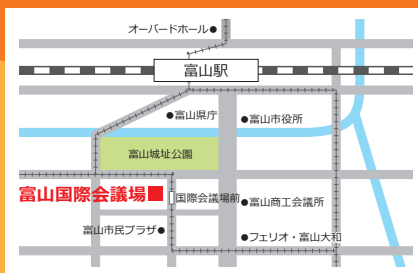 オーバードホール●
富山駅
●富山県庁
●富山市役所
富山城址公園
富山国際会議場■
国際会議場前
●富山商工会議所
富山市民プラザ●
●フェリオ・富山大和